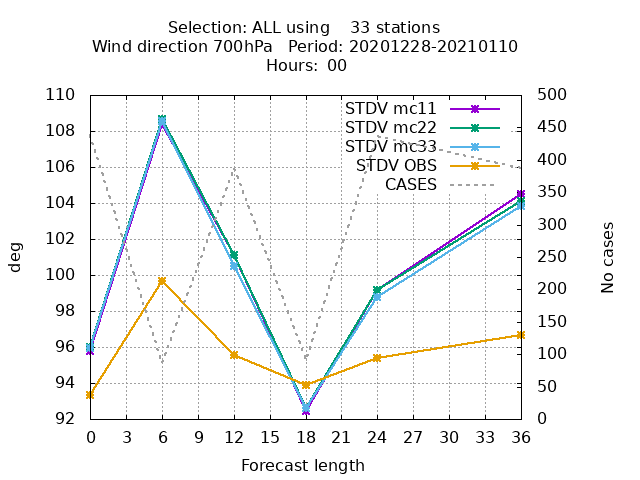 Selection: ALL using    33 stations
Wind direction 700hPa   Period: 20201228-20210110
Hours: 00
110 500
STDV mc11
108 450
STDV mc22
STDV mc33
106 400
STDV OBS
CASES
104 350
102 300
100 250
98 200
96 150
94 100
92 50
0
deg
No cases
0 3 6 9 12 15 18 21 24 27 30 33 36
Forecast length